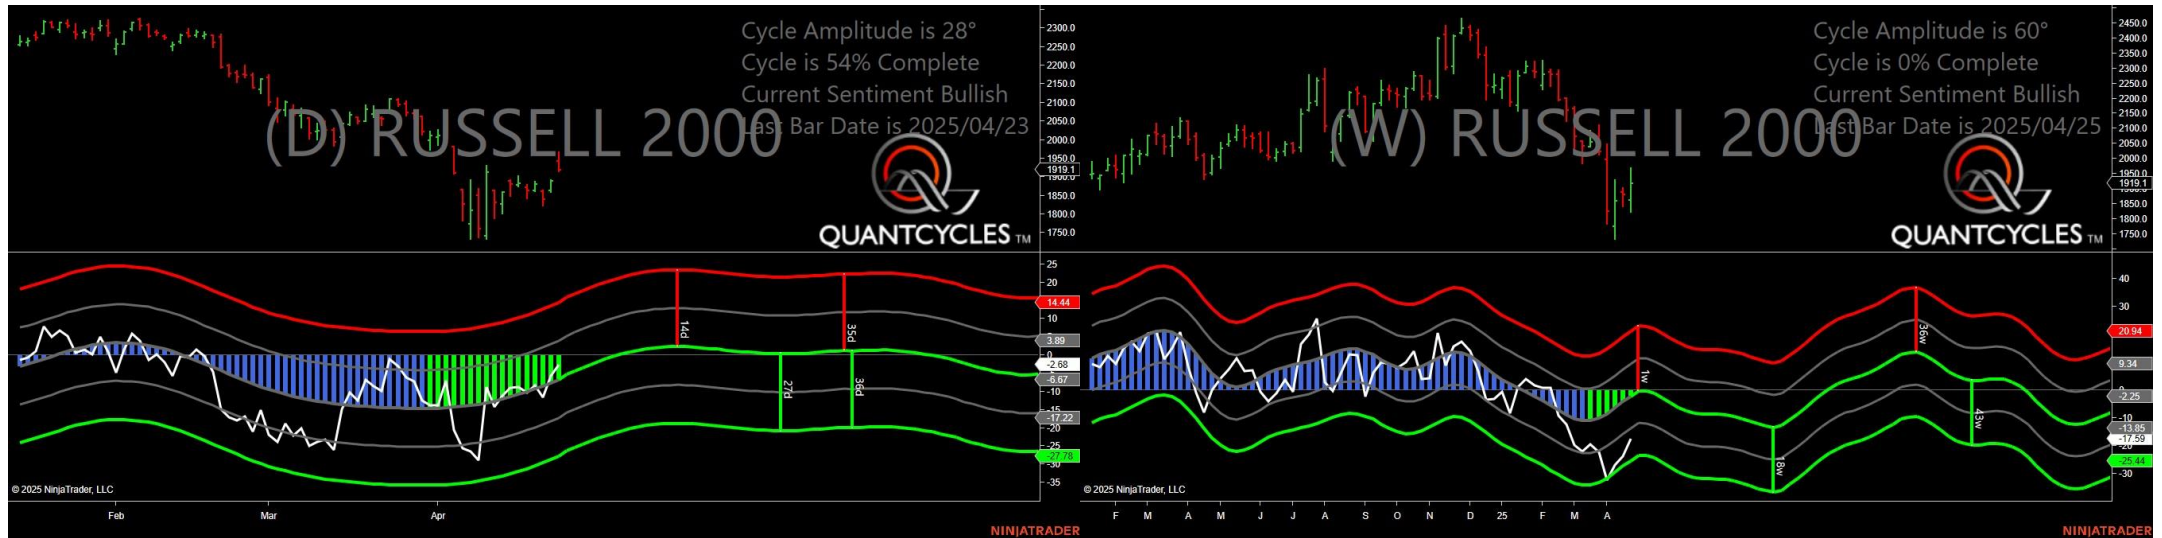 Cycle Amplitude is 28°
Cycle is 54% Complete
Current Sentiment Bullish
Last Bar Date is 2025/04/23
(D) RUSSELL 2000
QUANTCYCLES TM
2300.0
2250.0
2200.0
2150.0
2100.0
2050.0
2000.0
1950.0
1919.1
1900.0
1850.0
1800.0
1750.0
25
20
14.44
10
3.89
0
-2.68
-6.67
-10
-15
-17.22
-20
-25
-27.78
-30
-35
14d
27d
35d
36d
© 2025 NinjaTrader, LLC
Feb Mar Apr
NINJATRADER
Cycle Amplitude is 60°
Cycle is 0% Complete
Current Sentiment Bullish
Last Bar Date is 2025/04/25
(W) RUSSELL 2000
QUANTCYCLES TM
2450.0
2400.0
2350.0
2300.0
2250.0
2200.0
2150.0
2100.0
2050.0
2000.0
1950.0
1919.1
1850.0
1800.0
1750.0
40
30
20.94
9.34
0
-2.25
-10
-13.85
-17.59
-20
-25.44
-30
1w
18w
36w
43w
© 2025 NinjaTrader, LLC
F M A M J J A S O N D 25 F M A
NINJATRADER